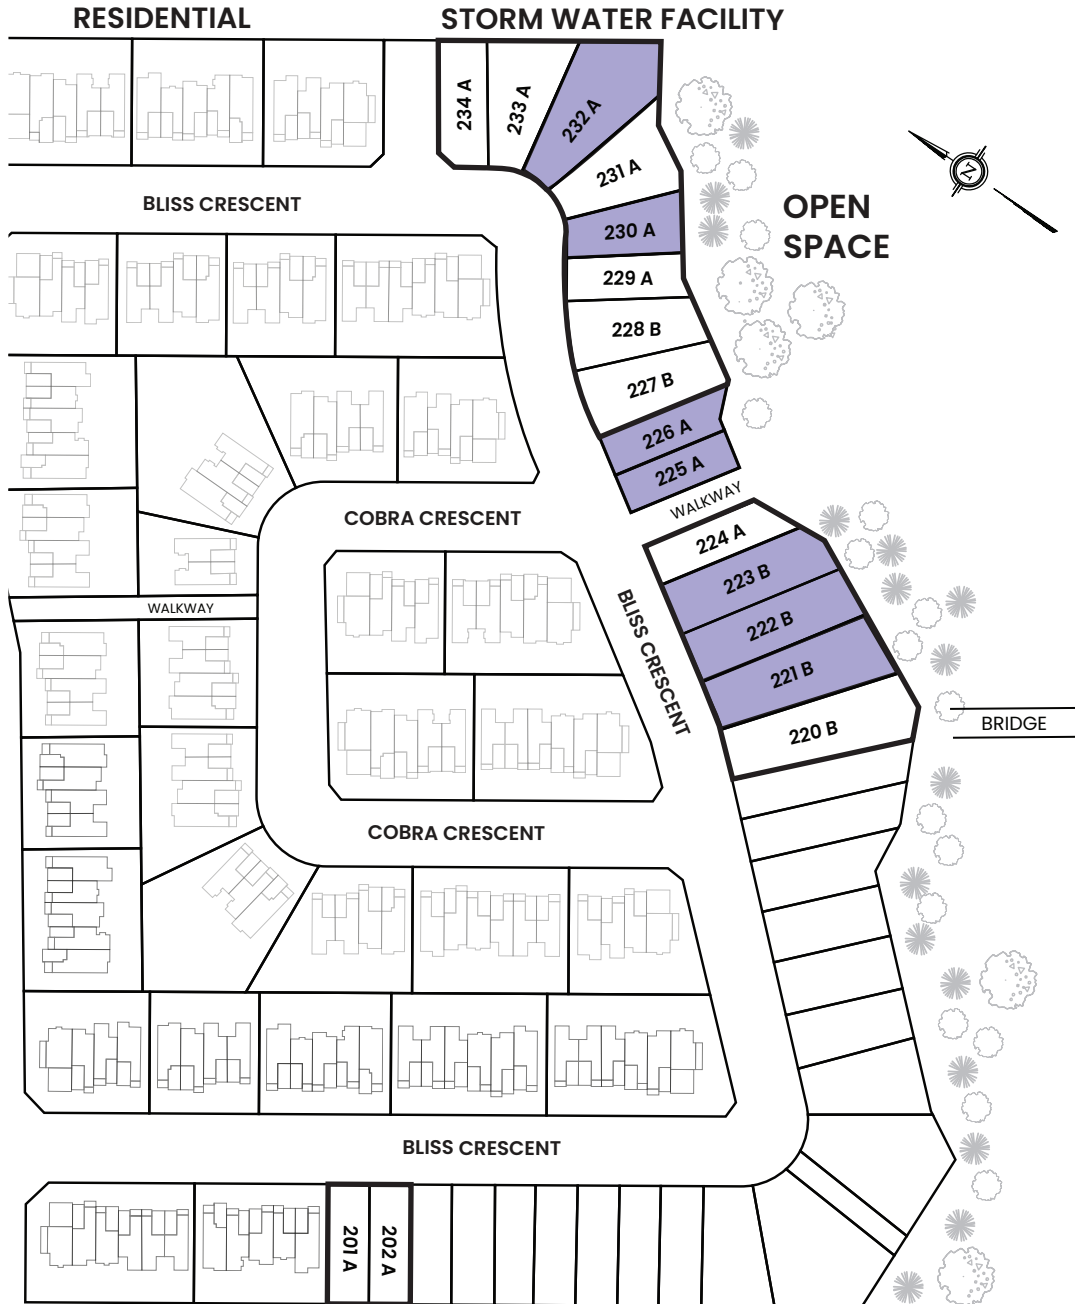 RESIDENTIAL
STORM WATER FACILITY
234 A
233 A
232 A
231 A
BLISS CRESCENT
230 A
OPEN
SPACE
N
229 A
228 B
227 B
226 A
225 A
WALKWAY
COBRA CRESCENT
224 A
223 B
WALKWAY
222 B
BLISS CRESCENT
221 B
220 B
BRIDGE
COBRA CRESCENT
BLISS CRESCENT
201 A
202 A